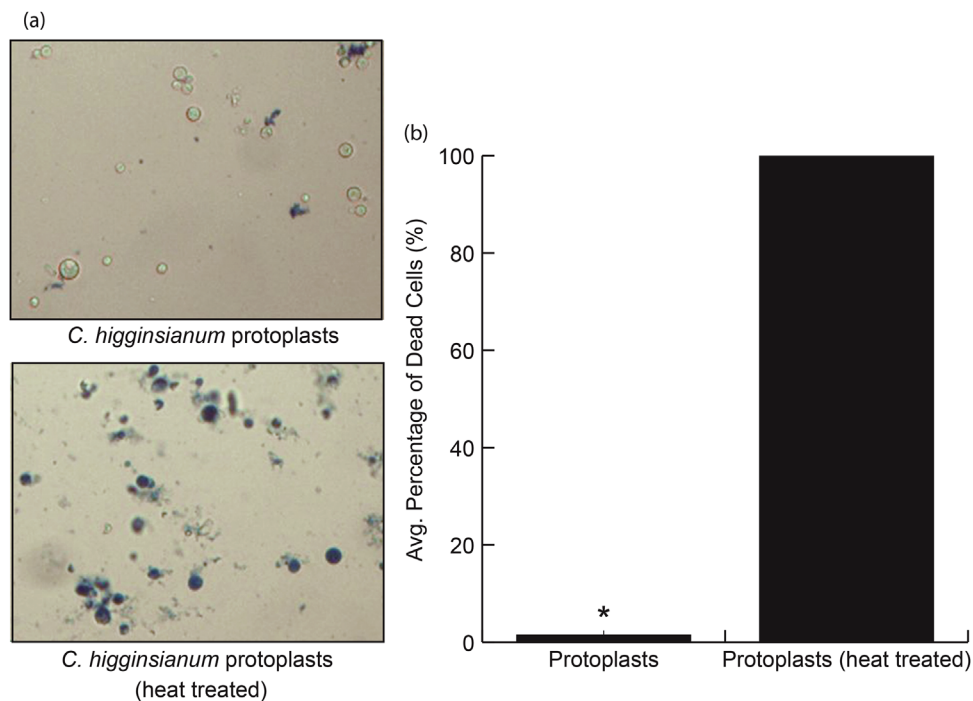 (a)
C. higginsianum protoplasts
C. higginsianum protoplasts
(heat treated)
(b)
Avg. Percentage of Dead Cells (%)
100
80
60
40
20
0
*
Protoplasts
Protoplasts (heat treated)